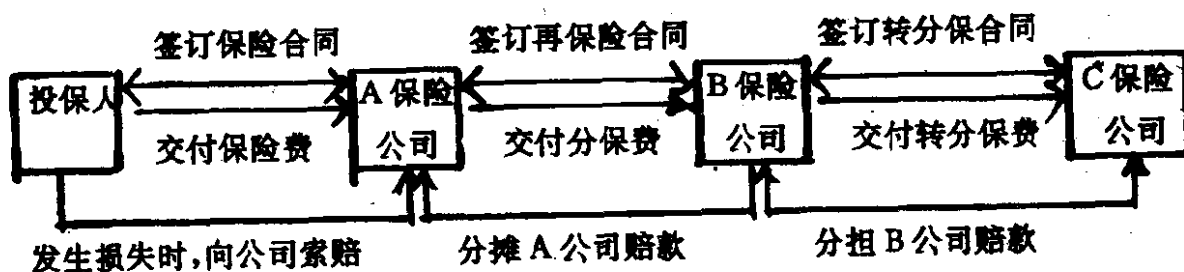 签订保险合同
签订再保险合同
签订转分保合同
投保人
A保险
公司
B保险
公司
C保险
公司
交付保险费
交付分保费
交付转分保费
发生损失时,向公司索赔
分摊A公司赔款
分担B公司赔款